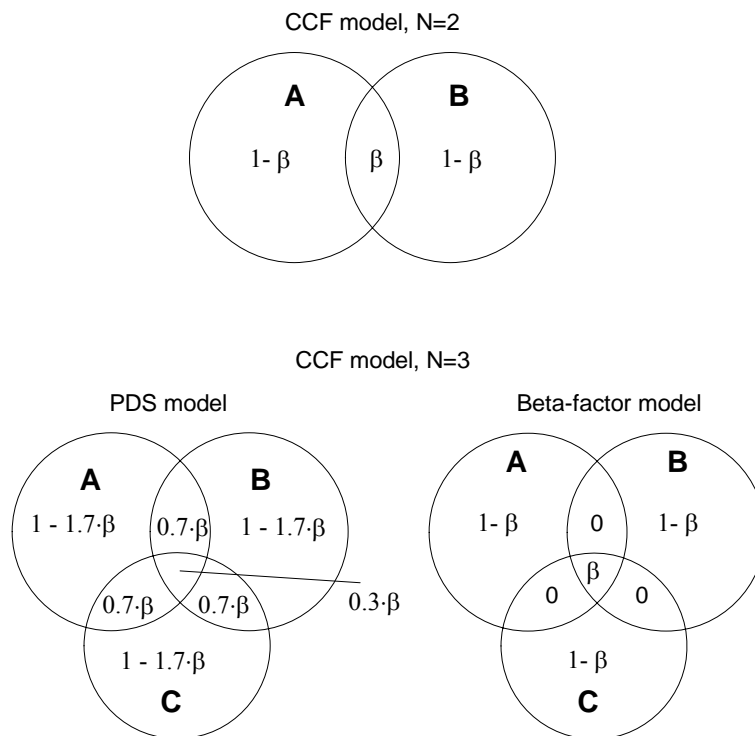 CCF model, N=2
A B
1- β β 1- β
CCF model, N=3
PDS model
A B
1 - 1.7·β 0.7·β 1 - 1.7·β
0.7·β 0.7·β 0.3·β
1 - 1.7·β
C
Beta-factor model
A B
1-β 0 1-β
β
0 0
1-β
C